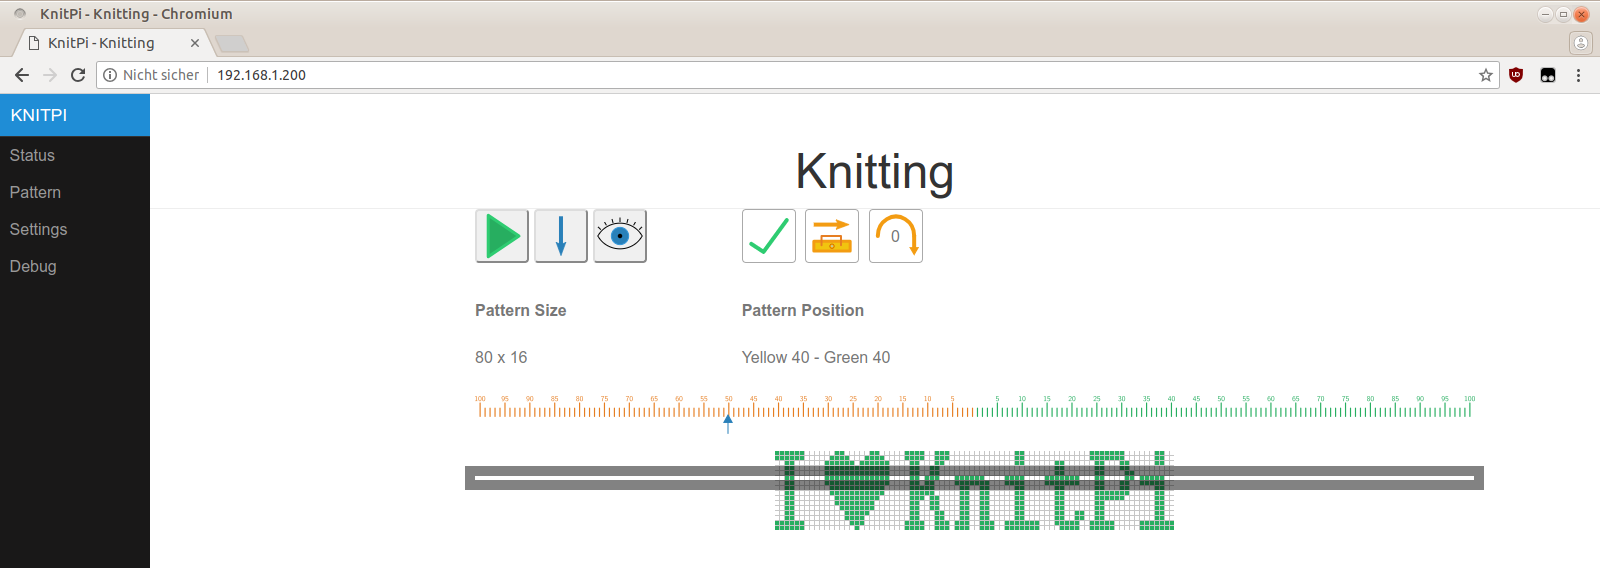 KnitPi - Knitting - Chromium
KnitPi - Knitting
Nicht sicher 192.168.1.200
KNITPI
Status
Pattern
Settings
Debug
Knitting
0
Pattern Size Pattern Position
80 x 16 Yellow 40 - Green 40
100 95 90 85 80 75 70 65 60 55 50 45 40 35 30 25 20 15 10 5 5 10 15 20 25 30 35 40 45 50 55 60 65 70 75 80 85 90 95 100
I ♥ KnitPi